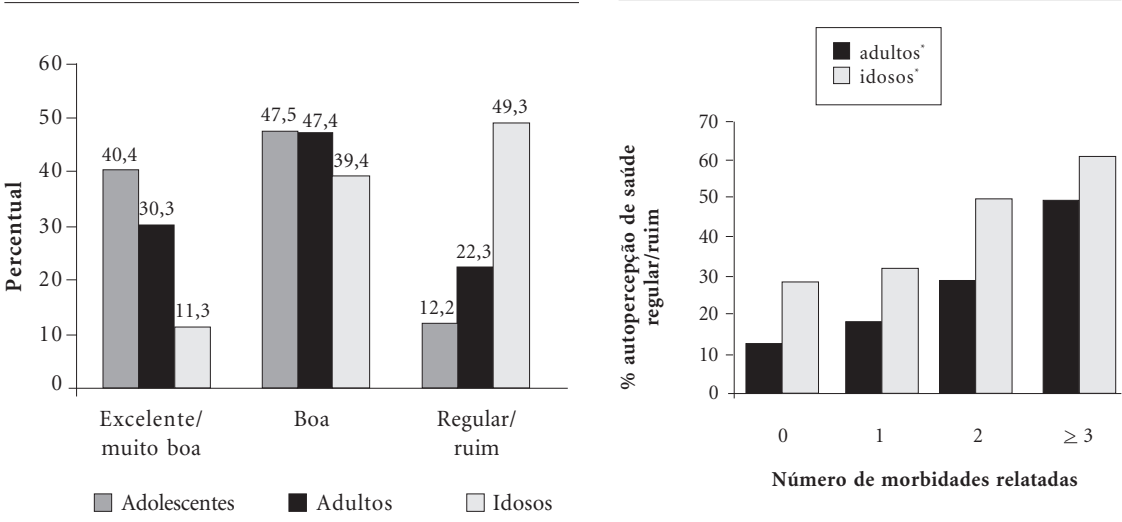 Percentual
60
50
40
30
20
10
0
40,4
30,3
11,3
47,5
47,4
39,4
12,2
22,3
49,3
Excelente/
muito boa
Boa
Regular/
ruim
Adolescentes
Adultos
Idosos
adultos*
idosos*
% autopercepção de saúde
regular/ruim
70
60
50
40
30
20
10
0
0
1
2
≥ 3
Número de morbidades relatadas